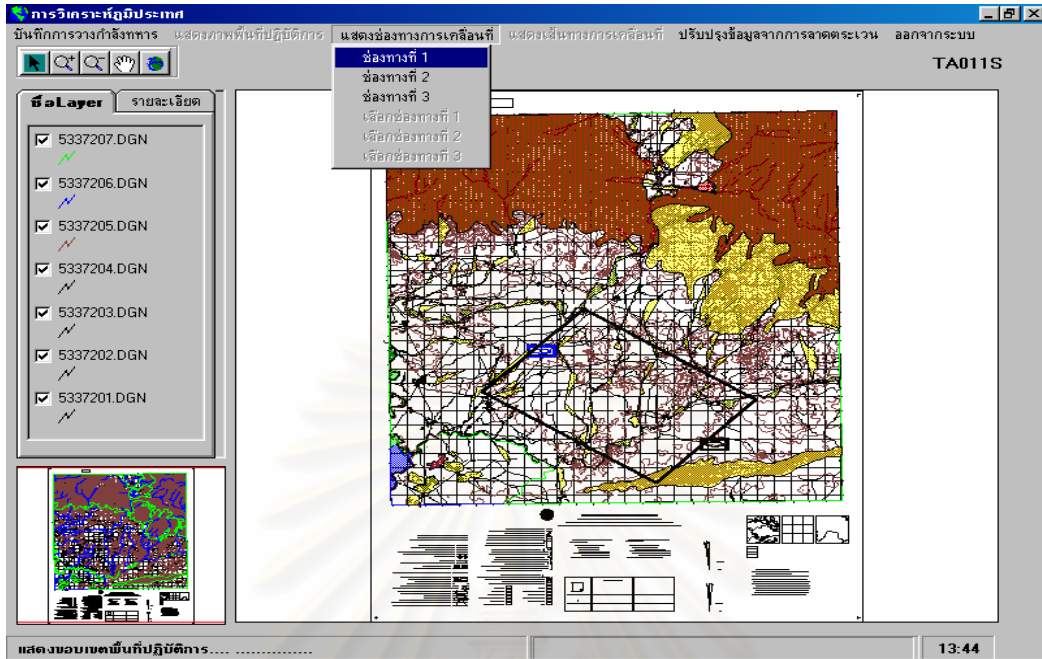 การวิเคราะห์ภูมิประเทศ
บันทึกการวางกำลังทหาร แสดงภาพพื้นที่ปฏิบัติการ แสดงช่องทางการเคลื่อนที่ แสดงเส้นทางการเคลื่อนที่ ปรับปรุงข้อมูลจากการลาดตระเวน ออกจากระบบ
ช่องทางที่ 1
ช่องทางที่ 2
ช่องทางที่ 3
เลือกช่องทางที่ 1
เลือกช่องทางที่ 2
เลือกช่องทางที่ 3
TA011S
ชื่อLayer รายละเอียด
5337207.DGN
5337206.DGN
5337205.DGN
5337204.DGN
5337203.DGN
5337202.DGN
5337201.DGN
แสดงขอบเขตพื้นที่ปฏิบัติการ.... ...............
13:44